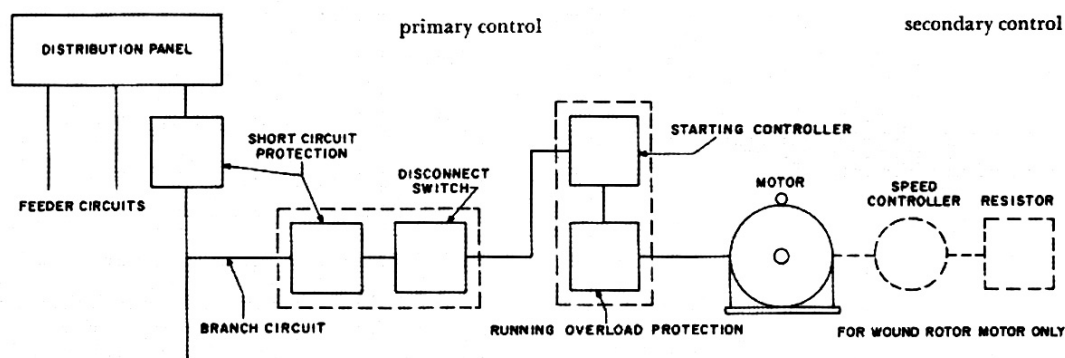 primary control
secondary control
DISTRIBUTION PANEL
SHORT CIRCUIT
PROTECTION
STARTING CONTROLLER
DISCONNECT
SWITCH
MOTOR
SPEED
CONTROLLER
RESISTOR
FEEDER CIRCUITS
BRANCH CIRCUIT
RUNNING OVERLOAD PROTECTION
FOR WOUND ROTOR MOTOR ONLY